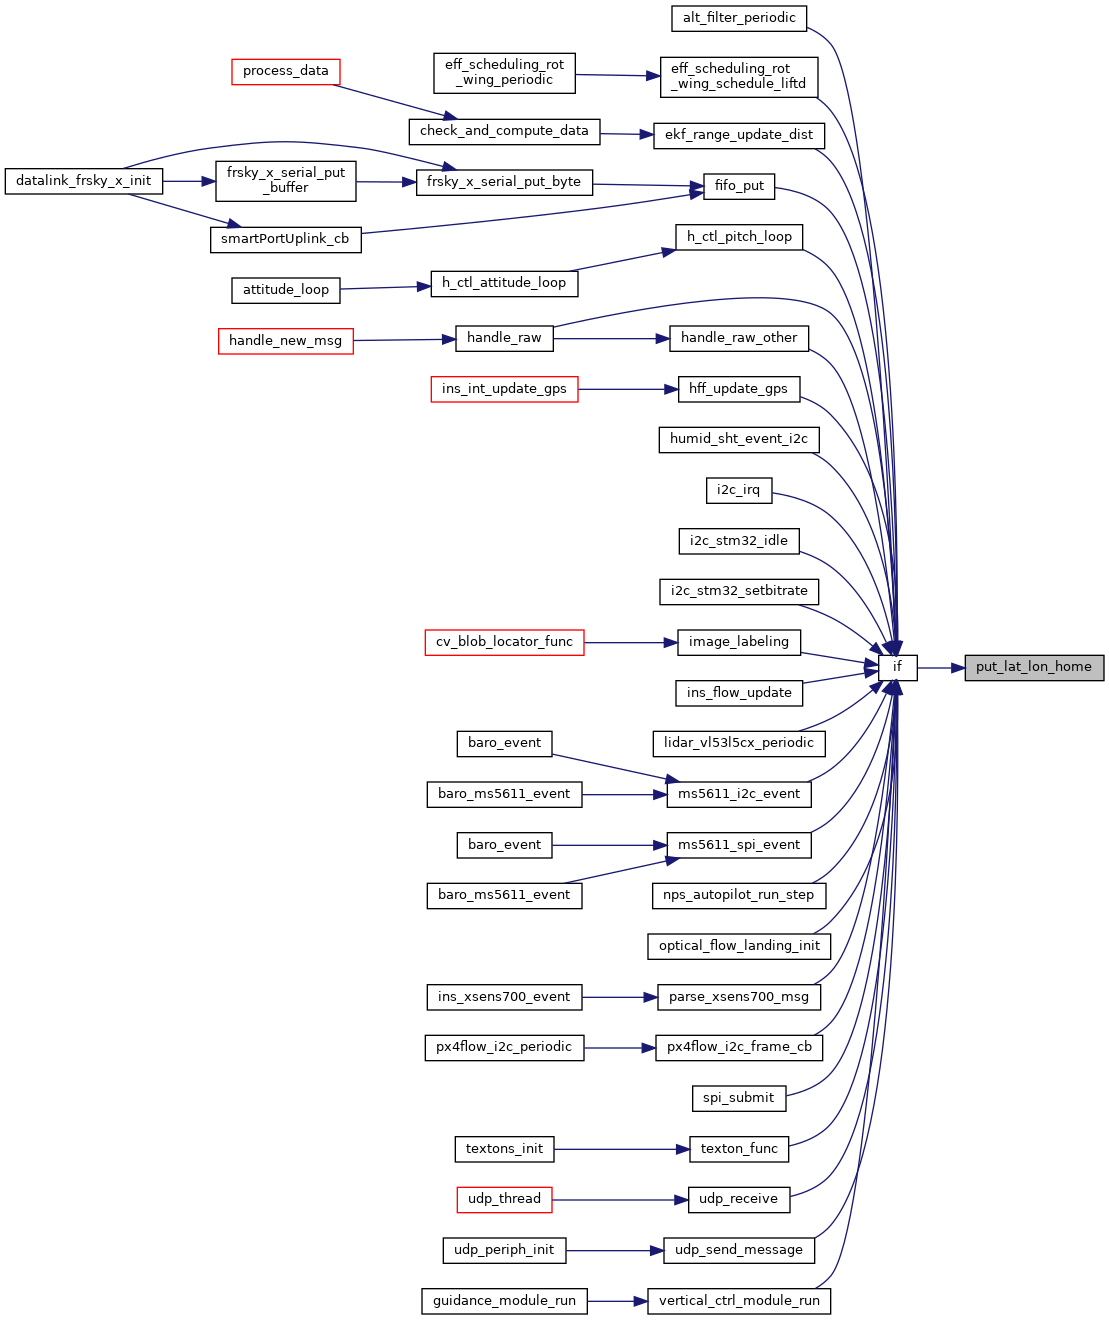 alt_filter_periodic
eff_scheduling_rot
_wing_periodic
eff_scheduling_rot
_wing_schedule_liftd
process_data
check_and_compute_data
ekf_range_update_dist
datalink_frsky_x_init
frsky_x_serial_put
_buffer
frsky_x_serial_put_byte
fifo_put
smartPortUplink_cb
h_ctl_pitch_loop
attitude_loop
h_ctl_attitude_loop
handle_new_msg
handle_raw
handle_raw_other
ins_int_update_gps
hff_update_gps
humid_sht_event_i2c
i2c_irq
i2c_stm32_idle
i2c_stm32_setbitrate
cv_blob_locator_func
image_labeling
if
put_lat_lon_home
ins_flow_update
baro_event
lidar_vl53l5cx_periodic
baro_ms5611_event
ms5611_i2c_event
baro_event
ms5611_spi_event
baro_ms5611_event
nps_autopilot_run_step
optical_flow_landing_init
ins_xsens700_event
parse_xsens700_msg
px4flow_i2c_periodic
px4flow_i2c_frame_cb
spi_submit
textons_init
texton_func
udp_thread
udp_receive
udp_periph_init
udp_send_message
guidance_module_run
vertical_ctrl_module_run